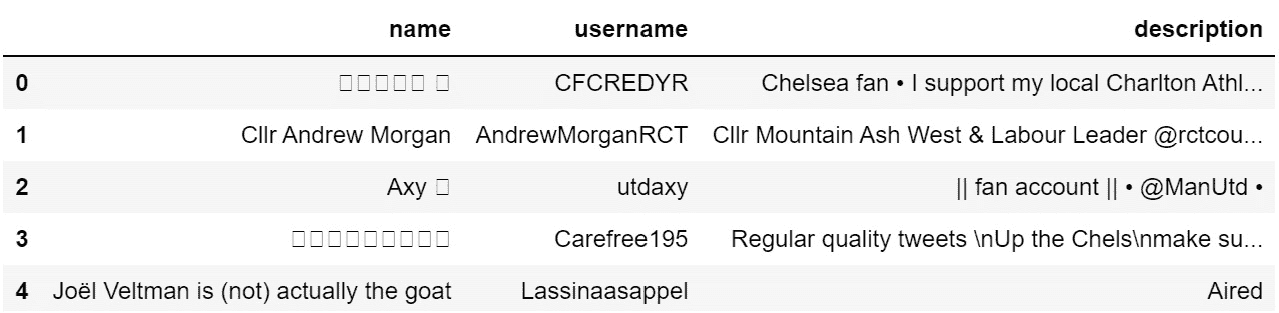 name username description
0 □□□□□ □ CFCREDYR Chelsea fan • I support my local Charlton Athl...
1 Cllr Andrew Morgan AndrewMorganRCT Cllr Mountain Ash West & Labour Leader @rctcou...
2 Axy □ utdaxy || fan account || • @ManUtd •
3 □□□□□□□□□ Carefree195 Regular quality tweets \nUp the Chels\nmake su...
4 Joël Veltman is (not) actually the goat Lassinaasappel Aired